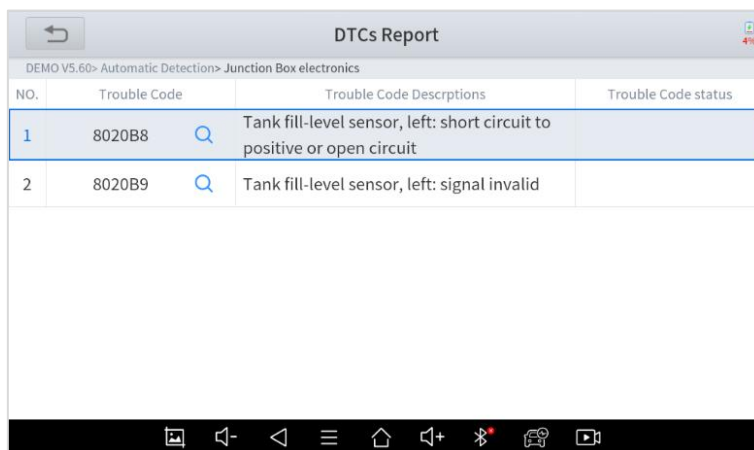 DTCs Report
4%
DEMO V5.60> Automatic Detection> Junction Box electronics
NO. Trouble Code Trouble Code Descrptions Trouble Code status
1 8020B8 Tank fill-level sensor, left: short circuit to
positive or open circuit
2 8020B9 Tank fill-level sensor, left: signal invalid